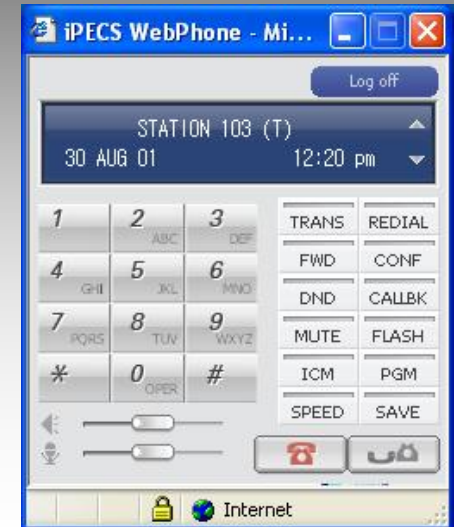 iPECS WebPhone - Mi...
Log off
STATION 103 (T)
30 AUG 01 12:20 pm
1 2 ABC 3 DEF
4 GHI 5 JKL 6 MNO
7 PQRS 8 TUV 9 WXYZ
* 0 OPER #
TRANS REDIAL
FWD CONF
DND CALLBK
MUTE FLASH
ICM PGM
SPEED SAVE
Internet